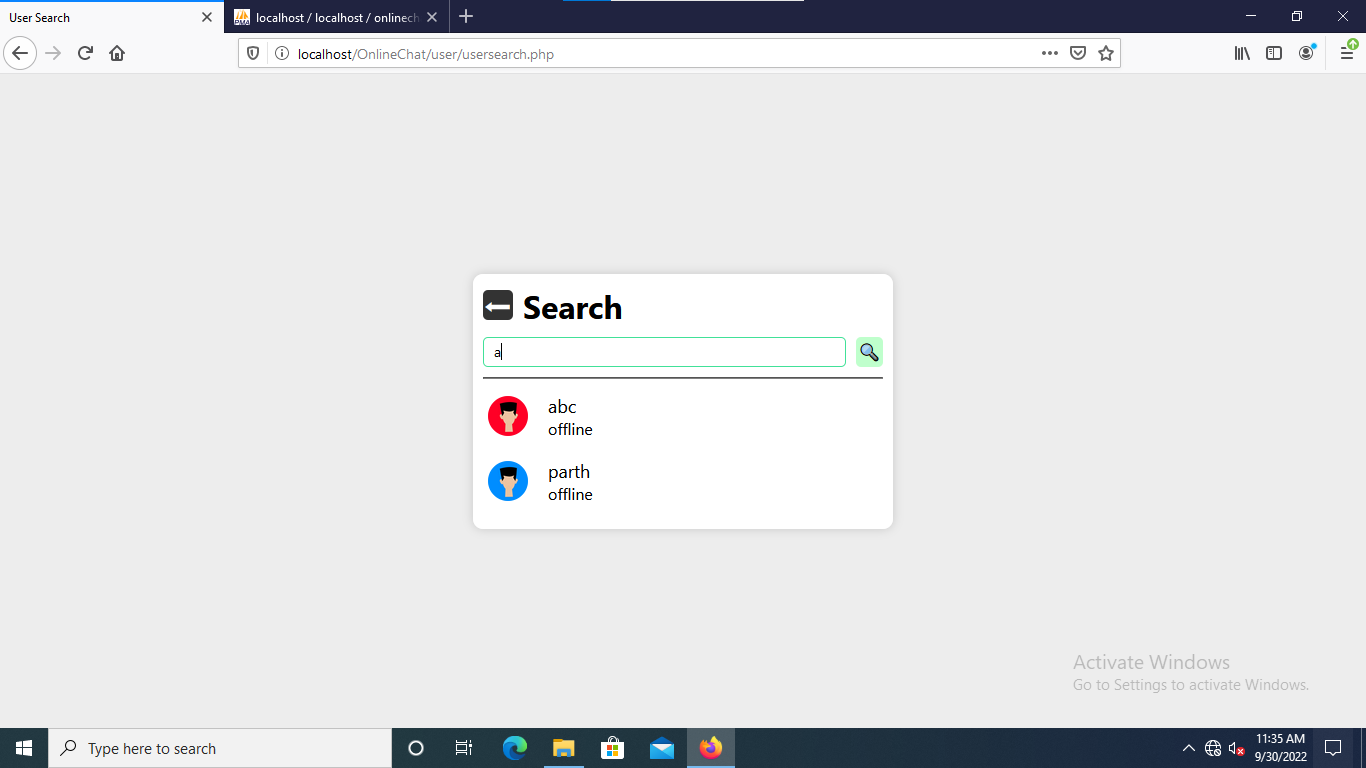 User Search
localhost / localhost / onlinech
localhost/OnlineChat/user/usersearch.php
Search
a
abc
offline
parth
offline
Activate Windows
Go to Settings to activate Windows.
Type here to search
11:35 AM
9/30/2022